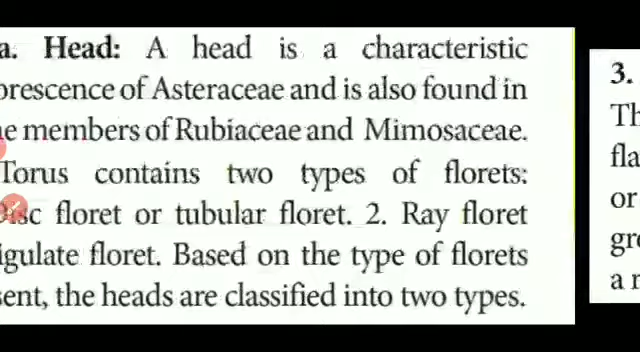 a. Head: A head is a characteristic
orescence of Asteraceae and is also found in
e members of Rubiaceae and Mimosaceae.
Torus contains two types of florets:
Disc floret or tubular floret. 2. Ray floret
igulate floret. Based on the type of florets
sent, the heads are classified into two types.
3.
Th
fla
or
gr
a